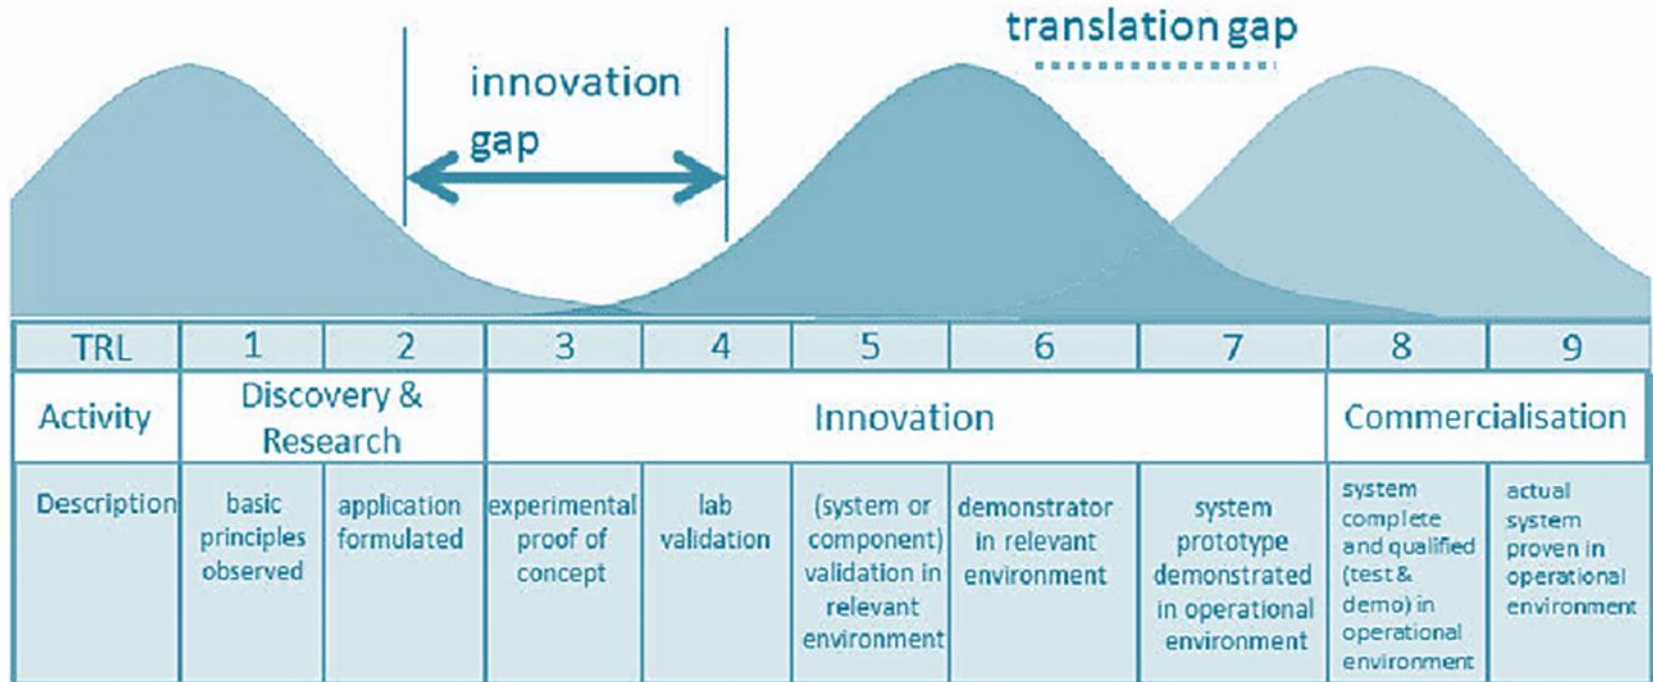 translation gap
innovation
gap
TRL 1 2 3 4 5 6 7 8 9
Activity
Discovery &
Research
Innovation
Commercialisation
Description
basic
principles
observed
application
formulated
experimental
proof of
concept
lab
validation
(system or
component)
validation in
relevant
environment
demonstrator
in relevant
environment
system
prototype
demonstrated
in operational
environment
system
complete
and qualified
(test &
demo) in
operational
environment
actual
system
proven in
operational
environment